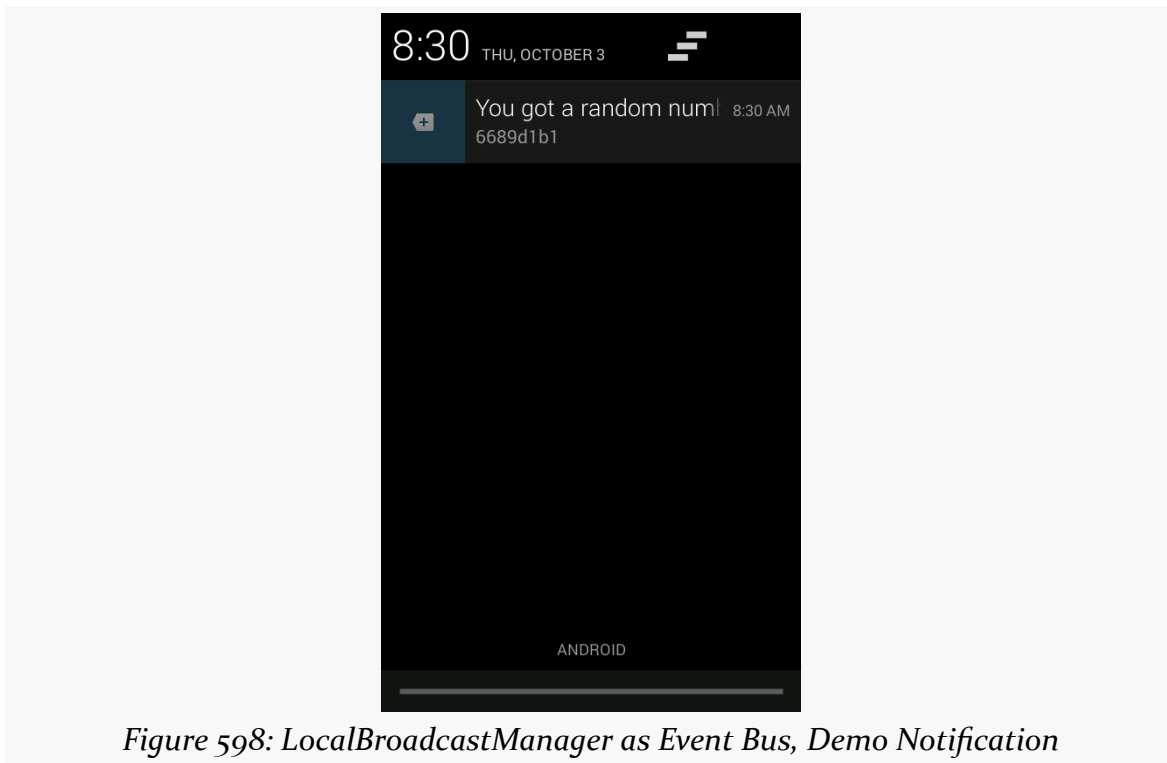 8:30 THU, OCTOBER 3
You got a random numb 8:30 AM
6689d1b1
ANDROID
Figure 598: LocalBroadcastManager as Event Bus, Demo Notification